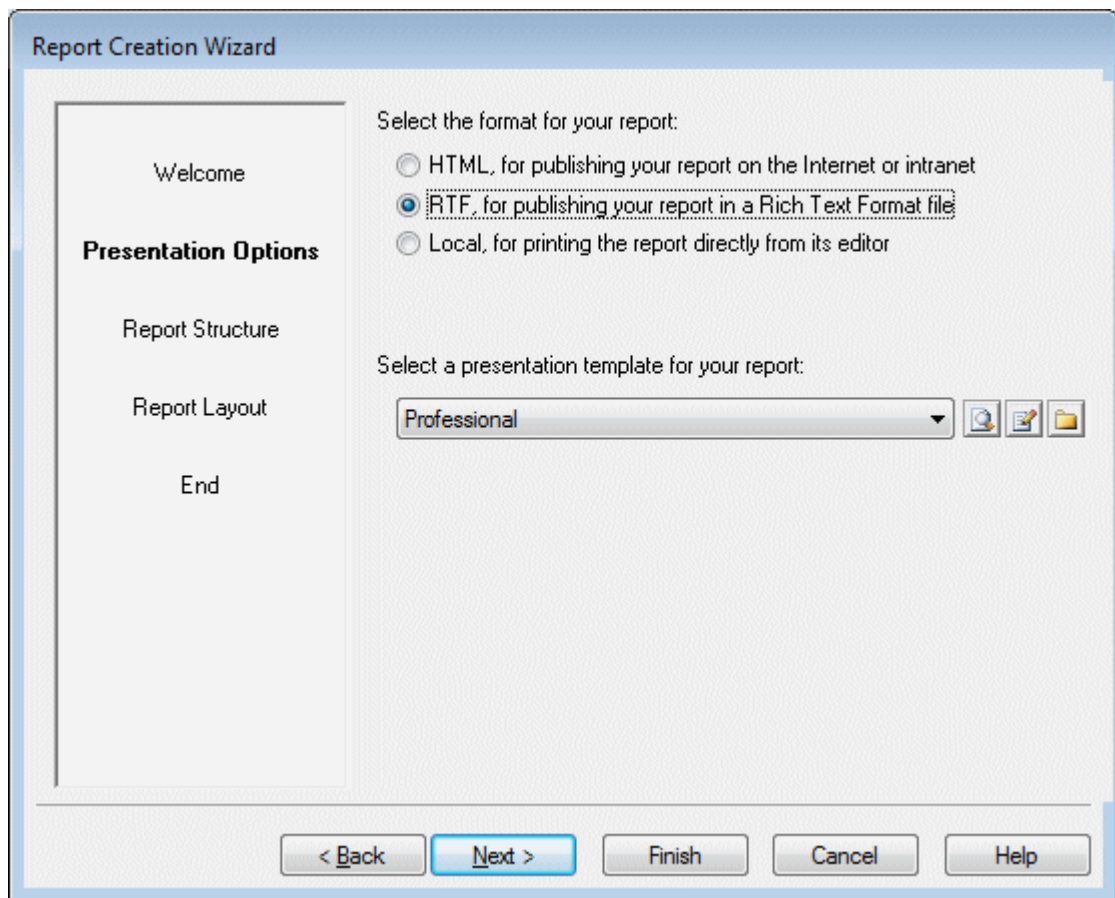 Report Creation Wizard
Welcome
Presentation Options
Report Structure
Report Layout
End
Select the format for your report:
HTML, for publishing your report on the Internet or intranet
RTF, for publishing your report in a Rich Text Format file
Local, for printing the report directly from its editor
Select a presentation template for your report:
Professional
< Back Next > Finish Cancel Help